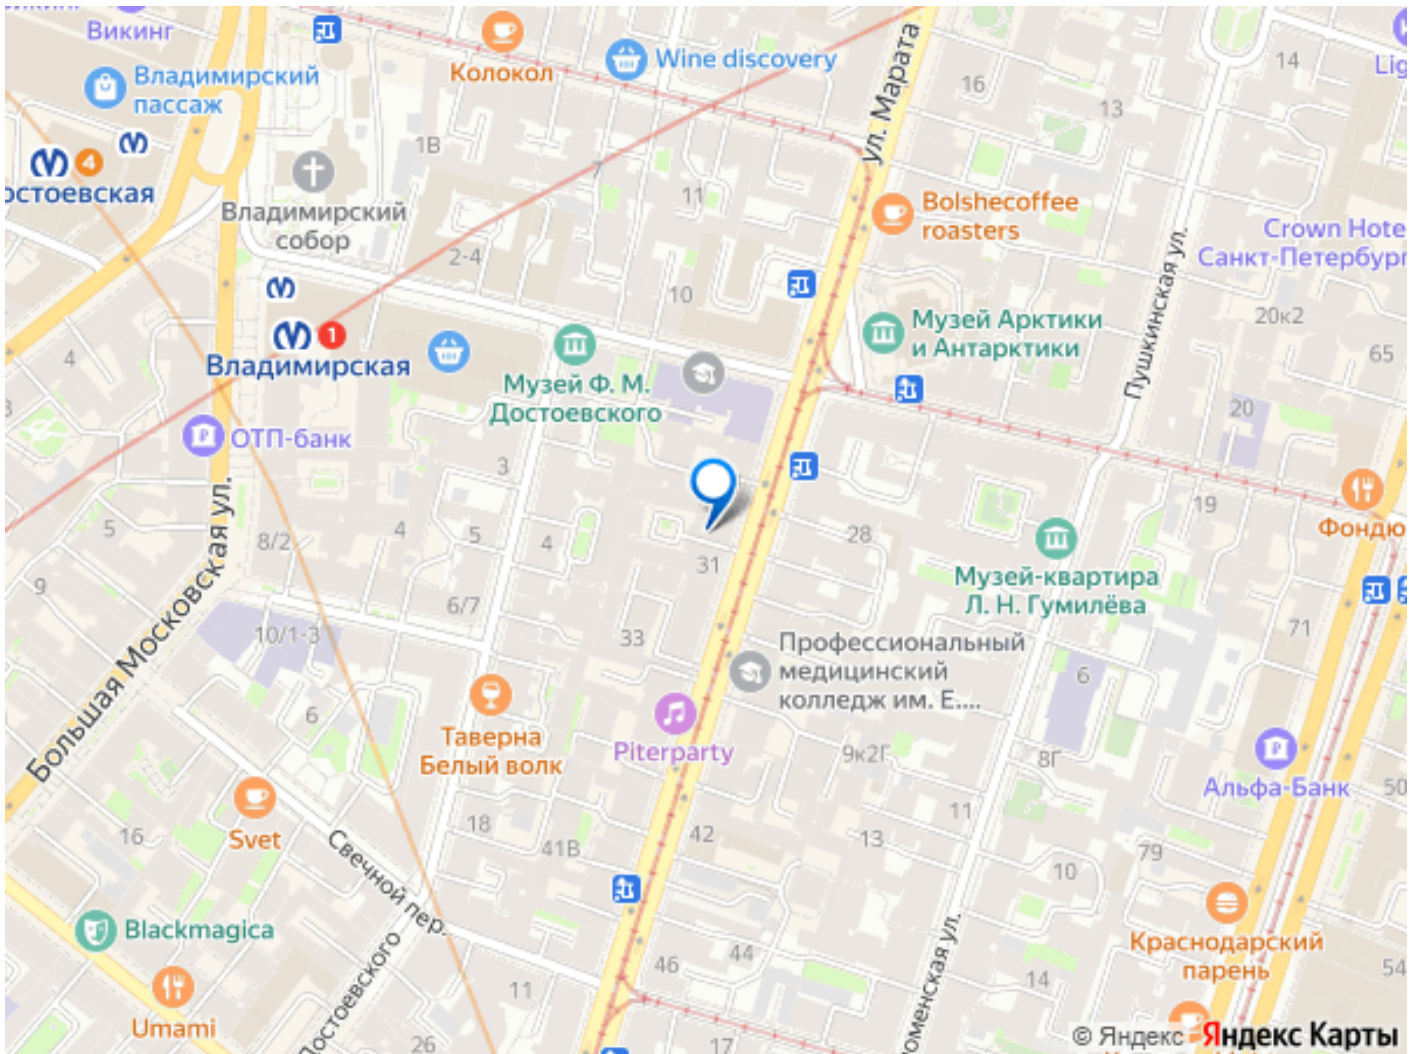 Викинг
Владимирский
пассаж
Колокол
Wine discovery
ул. Марата
16
13
14
Lig
4
остоевская
1В
7
11
Владимирский
собор
2-4
10
Bolshecoffee
roasters
Пушкинская ул.
Crown Hote
Санкт-Петербург
20к2
65
1
Владимирская
4
Музей Ф. М.
Достоевского
Музей Арктики
и Антарктики
20
ОТП-банк
3
19
Фондю
5
8/2
4
5
4
31
28
Музей-квартира
Л. Н. Гумилёва
9
6/7
10/1-3
33
71
Большая Московская ул.
Профессиональный
медицинский
колледж им. Е....
6
6
Таверна
Белый волк
Piterparty
9к2Г
8Г
Альфа-Банк
50
Svet
16
18
41В
42
11
13
10
79
Свечной пер.
Blackmagica
Краснодарский
парень
Umami
Достоевского
11
46
44
оменская ул.
14
54
26
17
© Яндекс Яндекс Карты